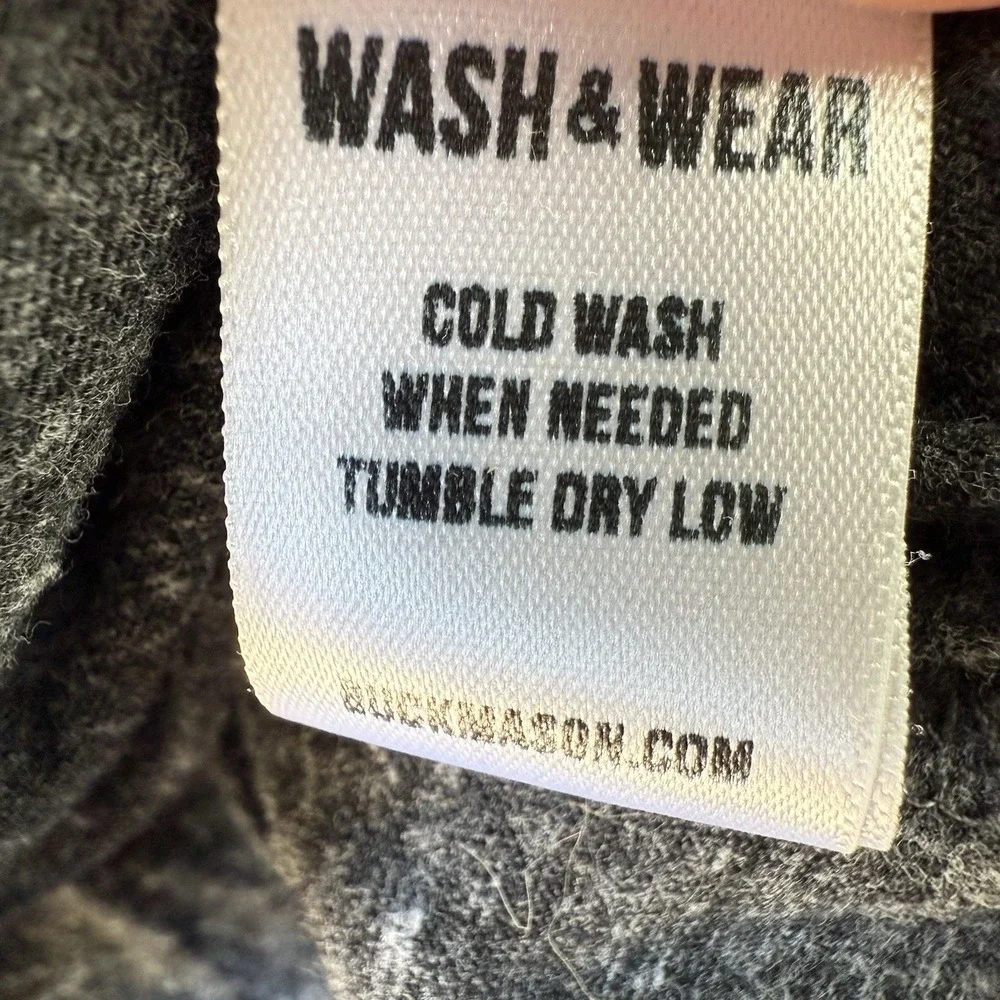 WASH & WEAR
COLD WASH
WHEN NEEDED
TUMBLE DRY LOW
BUCKMASON.COM